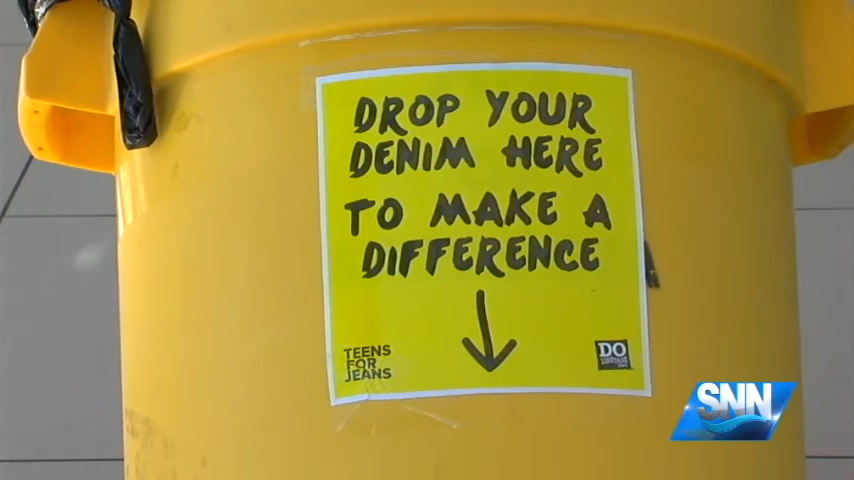 DROP YOUR
DENIM HERE
TO MAKE A
DIFFERENCE
TEENS
FOR
JEANS
DO
SNN